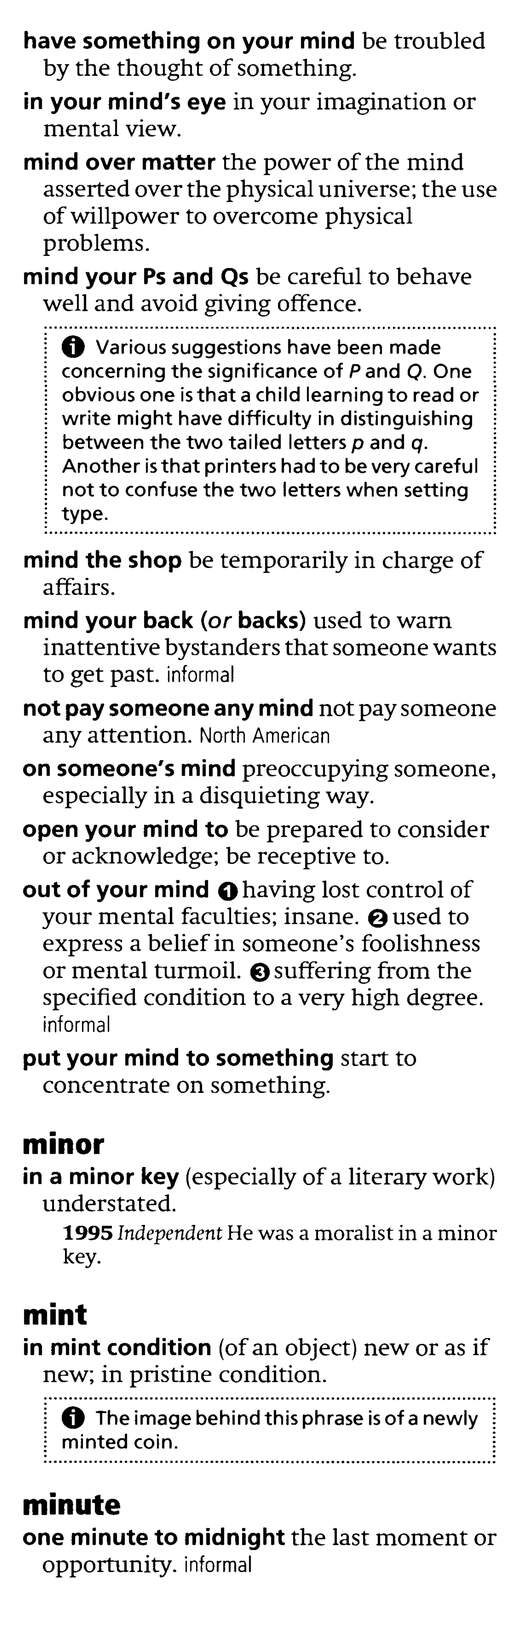 have something on your mind be troubled
by the thought of something.
in your mind's eye in your imagination or
mental view.
mind over matter the power of the mind
asserted over the physical universe; the use
of willpower to overcome physical
problems.
mind your Ps and Qs be careful to behave
well and avoid giving offence.
ℹ Various suggestions have been made
concerning the significance of P and Q. One
obvious one is that a child learning to read or
write might have difficulty in distinguishing
between the two tailed letters p and q.
Another is that printers had to be very careful
not to confuse the two letters when setting
type.
mind the shop be temporarily in charge of
affairs.
mind your back (or backs) used to warn
inattentive bystanders that someone wants
to get past. informal
not pay someone any mind not pay someone
any attention. North American
on someone's mind preoccupying someone,
especially in a disquieting way.
open your mind to be prepared to consider
or acknowledge; be receptive to.
out of your mind ❶ having lost control of
your mental faculties; insane. ❷ used to
express a belief in someone's foolishness
or mental turmoil. ❸ suffering from the
specified condition to a very high degree.
informal
put your mind to something start to
concentrate on something.
minor
in a minor key (especially of a literary work)
understated.
1995 Independent He was a moralist in a minor
key.
mint
in mint condition (of an object) new or as if
new; in pristine condition.
ℹ The image behind this phrase is of a newly
minted coin.
minute
one minute to midnight the last moment or
opportunity. informal